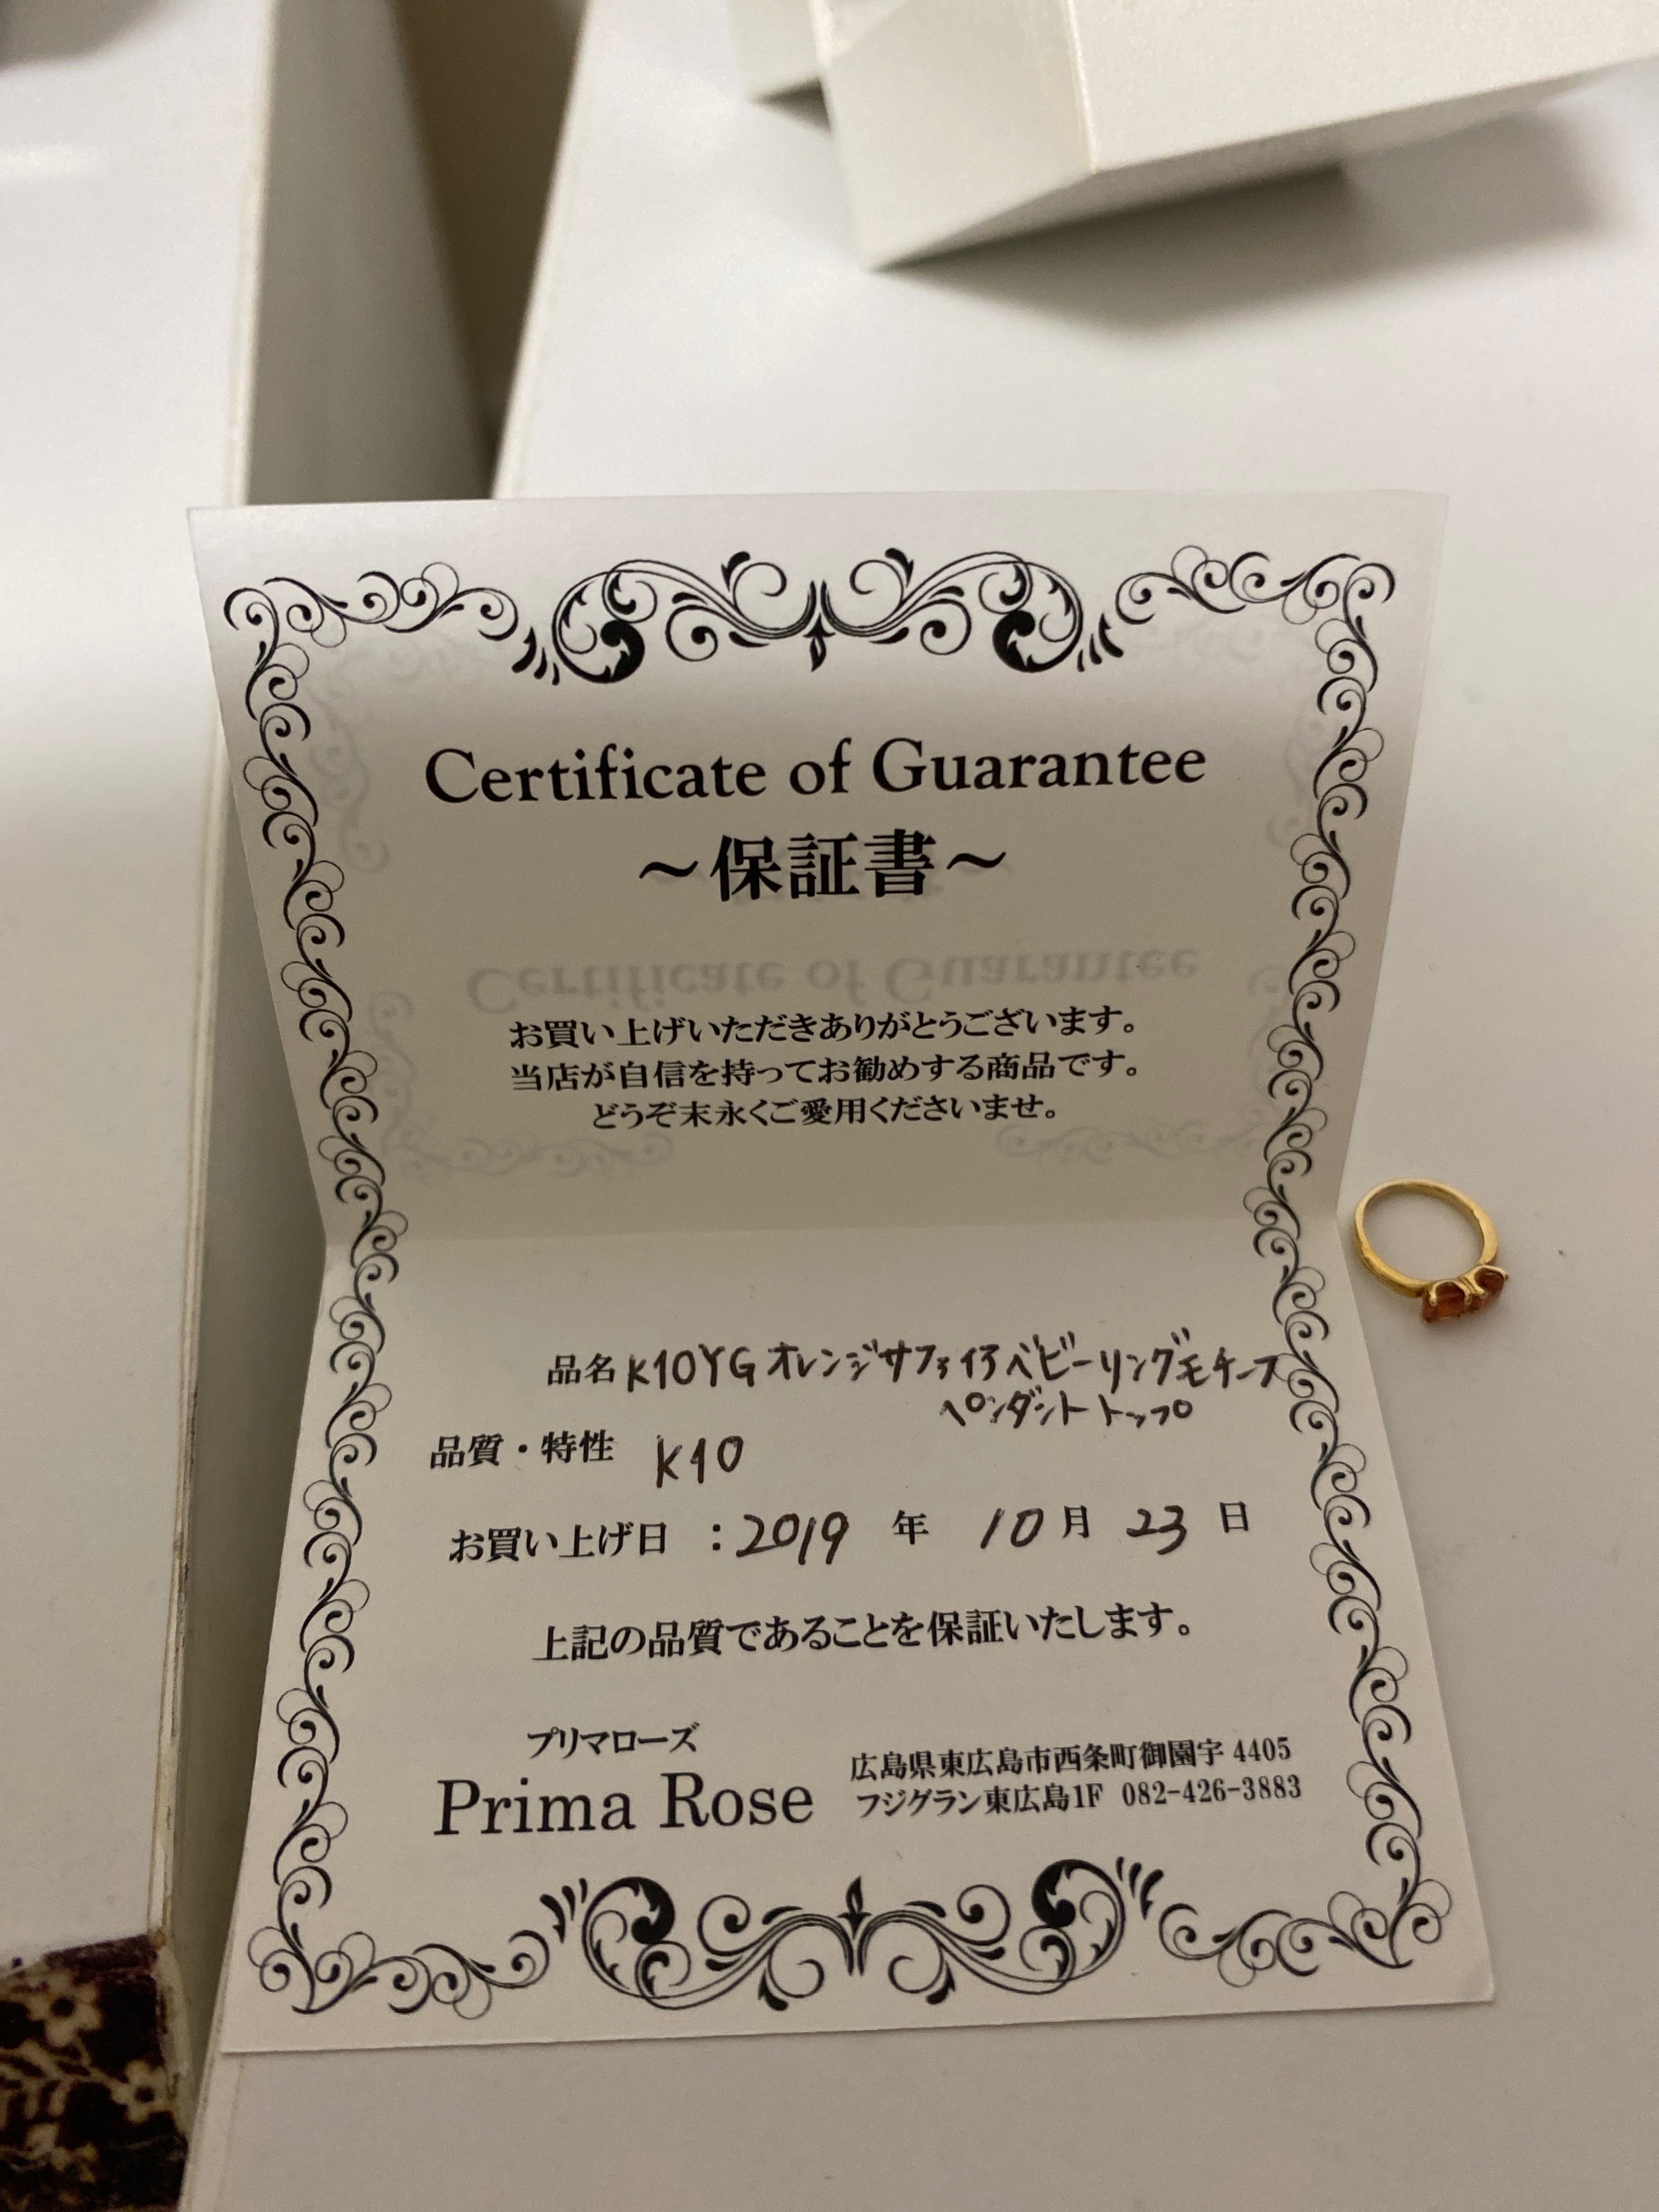 Certificate of Guarantee
～保証書～
Certificate of Guarantee
お買い上げいただきありがとうございます。
当店が自信を持ってお勧めする商品です。
どうぞ末永くご愛用くださいませ。
品名 K10YG オレンジサファイアベビーリングモチーフ
ペンダントトップ
品質・特性 K10
お買い上げ日 : 2019 年 10 月 23 日
上記の品質であることを保証いたします。
プリマローズ
Prima Rose
広島県東広島市西条町御園宇 4405
フジグラン東広島1F 082-426-3883